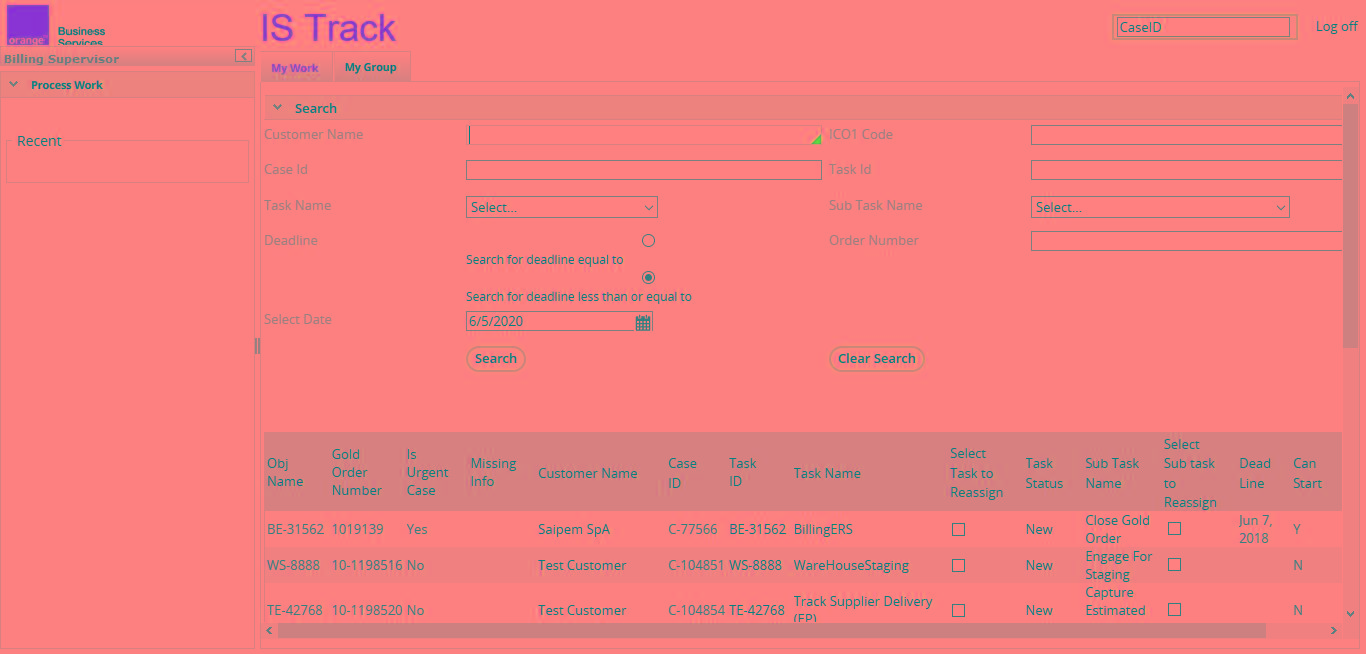 orange™
Business
Services
IS Track
CaseID
Log off
Billing Supervisor
My Work
My Group
Process Work
Recent
Search
Customer Name
ICO1 Code
Case Id
Task Id
Task Name
Select...
Sub Task Name
Select...
Deadline
Order Number
Search for deadline equal to
Search for deadline less than or equal to
Select Date
6/5/2020
Search
Clear Search
Obj Name
Gold Order Number
Is Urgent Case
Missing Info
Customer Name
Case ID
Task ID
Task Name
Select Task to Reassign
Task Status
Sub Task Name
Select Sub task to Reassign
Dead Line
Can Start
BE-31562 1019139 Yes Saipem SpA C-77566 BE-31562 BillingERS New Close Gold Order Jun 7, 2018 Y
WS-8888 10-1198516 No Test Customer C-104851 WS-8888 WareHouseStaging New Engage For Staging N
TE-42768 10-1198520 No Test Customer C-104854 TE-42768 Track Supplier Delivery (FP) New Capture Estimated N